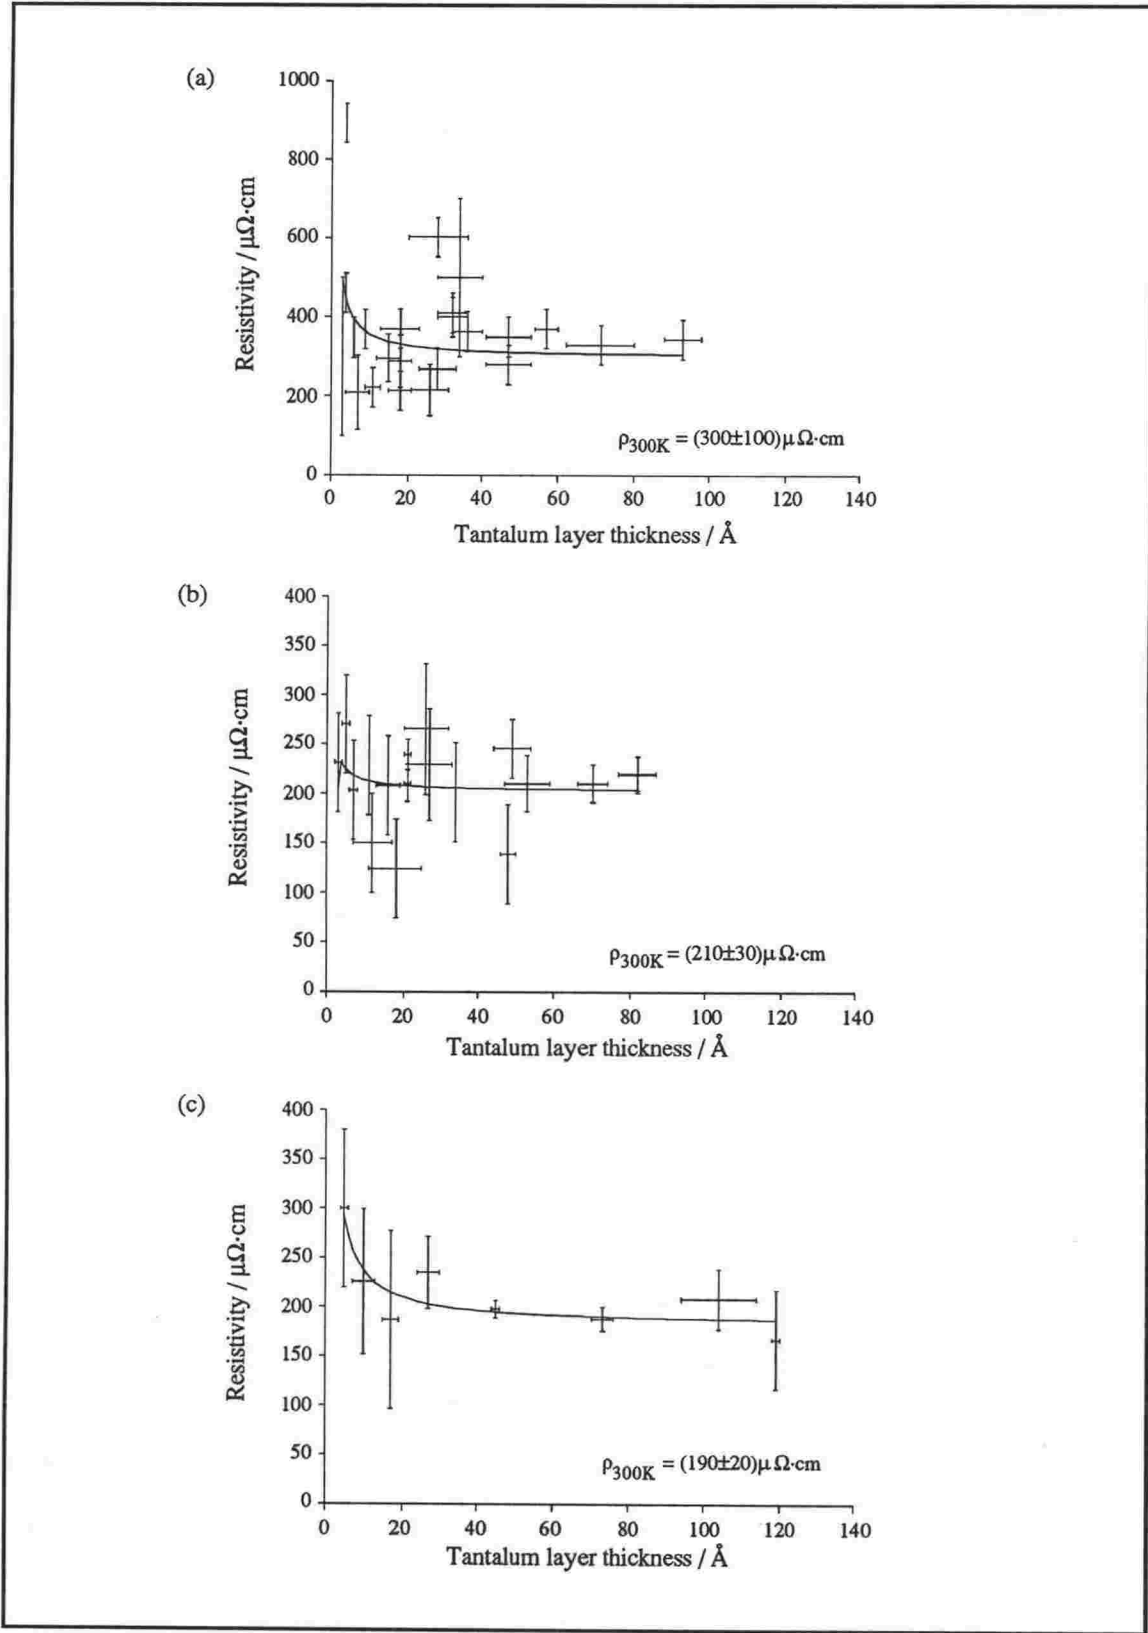 (a)
1000
800
600
400
200
0
Resistivity / μΩ·cm
ρ300K = (300±100)μΩ·cm
0 20 40 60 80 100 120 140
Tantalum layer thickness / Å
(b)
400
350
300
250
200
150
100
50
0
Resistivity / μΩ·cm
ρ300K = (210±30)μΩ·cm
0 20 40 60 80 100 120 140
Tantalum layer thickness / Å
(c)
400
350
300
250
200
150
100
50
0
Resistivity / μΩ·cm
ρ300K = (190±20)μΩ·cm
0 20 40 60 80 100 120 140
Tantalum layer thickness / Å